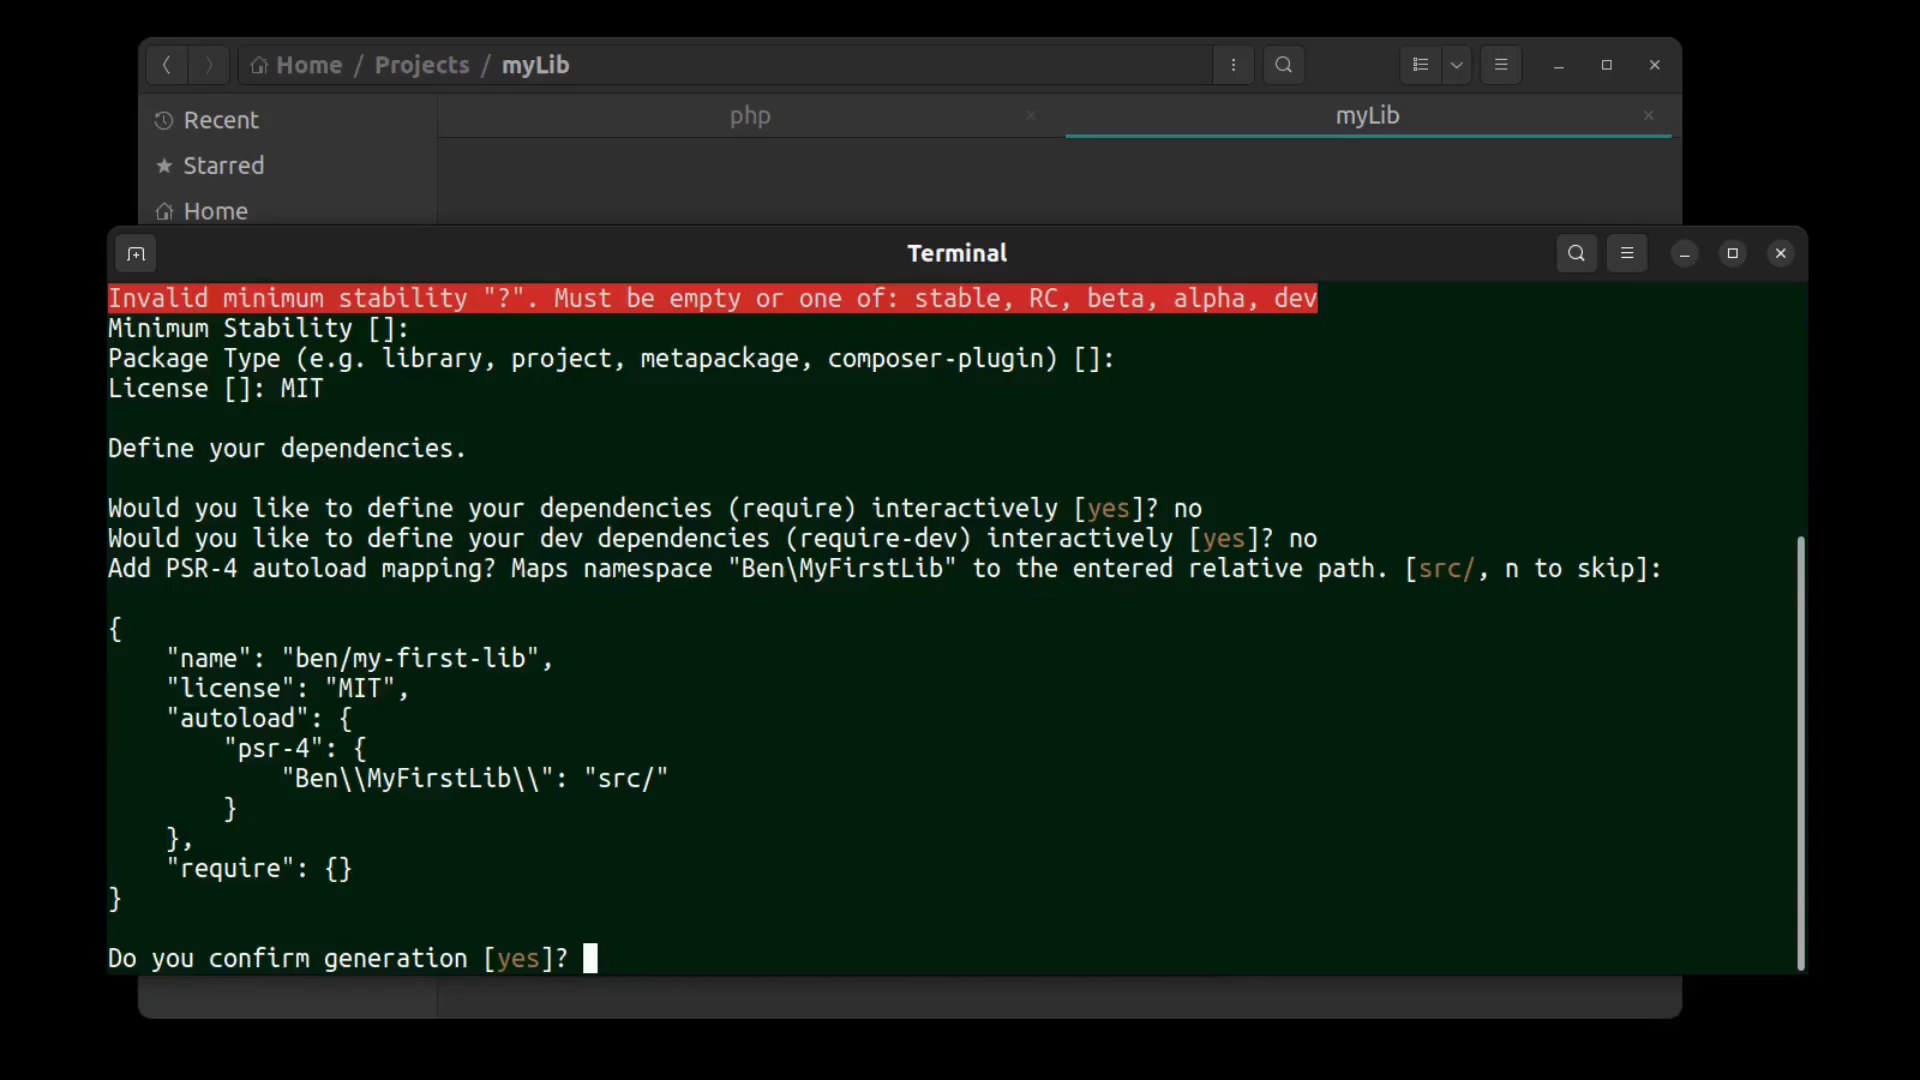 Home / Projects / myLib
Recent
Starred
Home
php
myLib
Terminal
Invalid minimum stability "?". Must be empty or one of: stable, RC, beta, alpha, dev
Minimum Stability []:
Package Type (e.g. library, project, metapackage, composer-plugin) []:
License []: MIT
Define your dependencies.
Would you like to define your dependencies (require) interactively [yes]? no
Would you like to define your dev dependencies (require-dev) interactively [yes]? no
Add PSR-4 autoload mapping? Maps namespace "Ben\MyFirstLib" to the entered relative path. [src/, n to skip]:
{
    "name": "ben/my-first-lib",
    "license": "MIT",
    "autoload": {
        "psr-4": {
            "Ben\\MyFirstLib\\": "src/"
        }
    },
    "require": {}
}
Do you confirm generation [yes]?